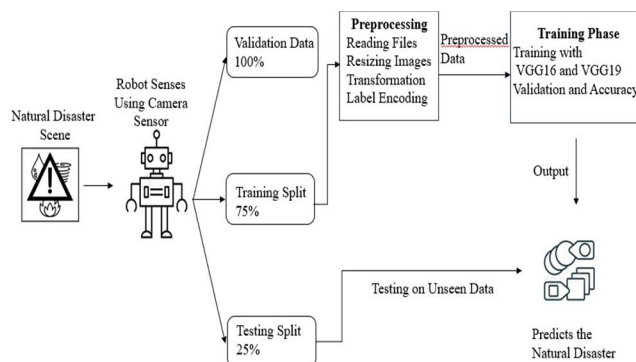 Natural Disaster
Scene
Robot Senses
Using Camera
Sensor
Validation Data
100%
Training Split
75%
Testing Split
25%
Preprocessing
Reading Files
Resizing Images
Transformation
Label Encoding
Preprocessed
Data
Training Phase
Training with
VGG16 and VGG19
Validation and Accuracy
Output
Testing on Unseen Data
Predicts the
Natural Disaster